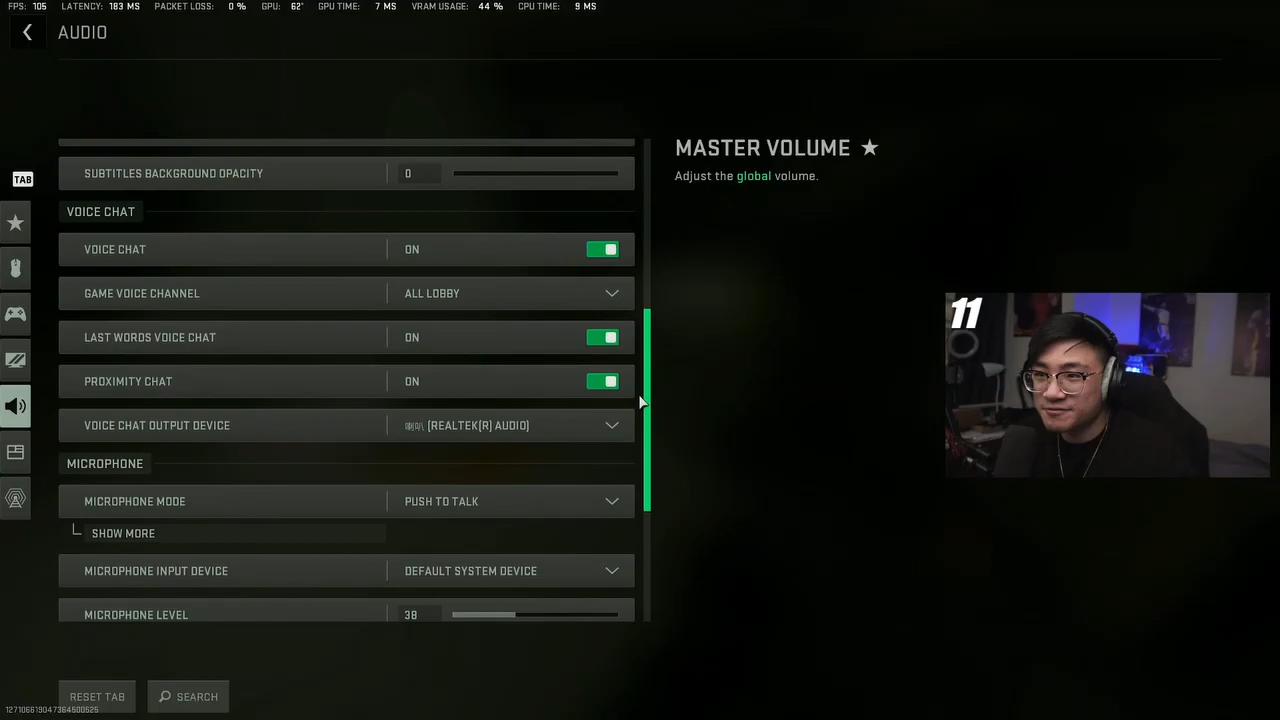 FPS: 105 LATENCY: 183 MS PACKET LOSS: 0 % GPU: 62° GPU TIME: 7 MS VRAM USAGE: 44 % CPU TIME: 9 MS
AUDIO
TAB
SUBTITLES BACKGROUND OPACITY 0
VOICE CHAT
VOICE CHAT ON
GAME VOICE CHANNEL ALL LOBBY
LAST WORDS VOICE CHAT ON
PROXIMITY CHAT ON
VOICE CHAT OUTPUT DEVICE 喇叭 (REALTEK(R) AUDIO)
MICROPHONE
MICROPHONE MODE PUSH TO TALK
SHOW MORE
MICROPHONE INPUT DEVICE DEFAULT SYSTEM DEVICE
MICROPHONE LEVEL 38
RESET TAB SEARCH
12710661904736450052​5
MASTER VOLUME
Adjust the global volume.
11